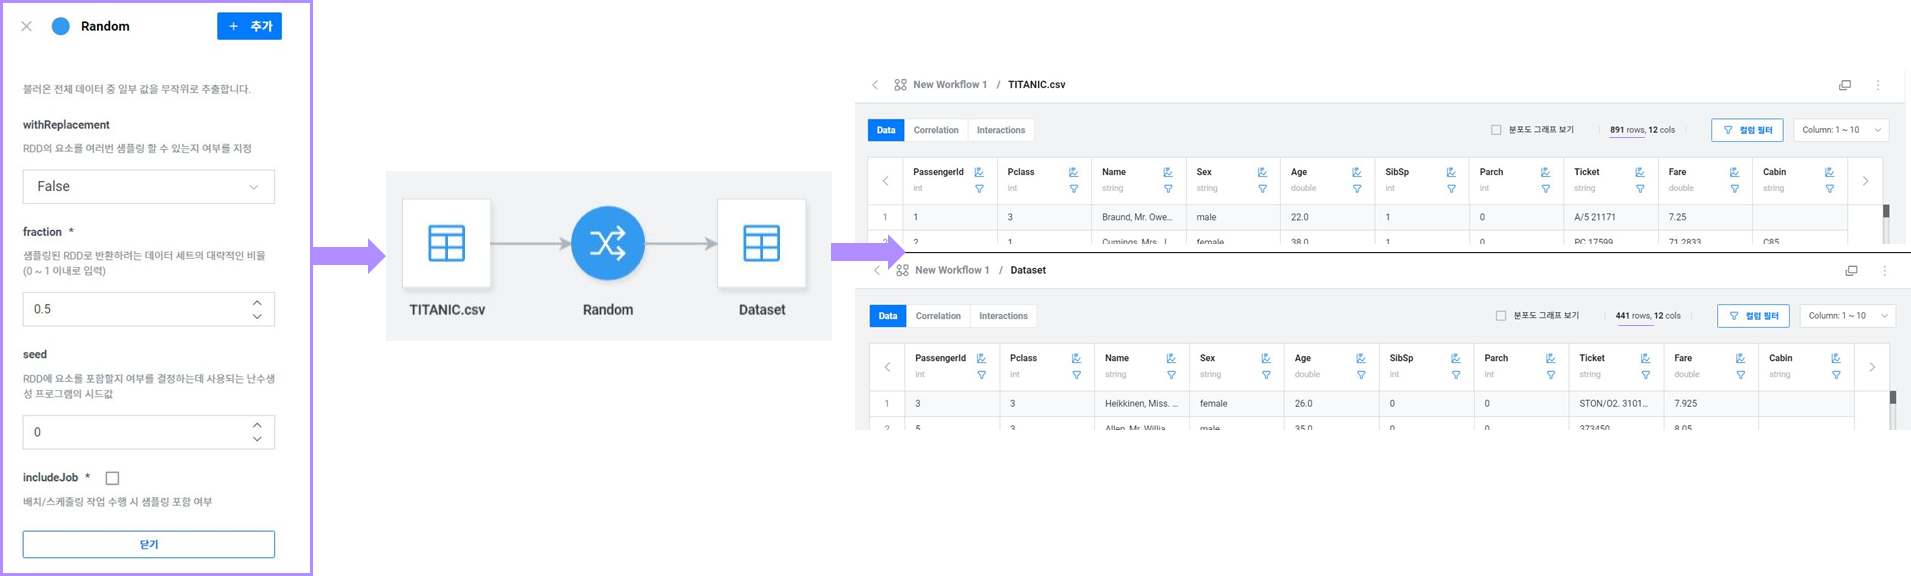 Random
+ 추가
불러온 전체 데이터 중 일부 값을 무작위로 추출합니다.
withReplacement
RDD의 요소를 여러번 샘플링 할 수 있는지 여부를 지정
False
fraction *
샘플링된 RDD로 반환하려는 데이터 세트의 대략적인 비율
(0 ~ 1 이내로 입력)
0.5
seed
RDD에 요소를 포함할지 여부를 결정하는데 사용되는 난수생
성 프로그램의 시드값
0
includeJob *
배치/스케줄링 작업 수행 시 샘플링 포함 여부
닫기
TITANIC.csv
Random
Dataset
New Workflow 1 / TITANIC.csv
Data Correlation Interactions
분포도 그래프 보기
891 rows, 12 cols
컬럼 필터
Column: 1 ~ 10
PassengerId Pclass Name Sex Age SibSp Parch Ticket Fare Cabin
int int string string double int int string double string
1 1 3 Braund, Mr. Owe... male 22.0 1 0 A/5 21171 7.25
2 2 1 Cumings, Mrs. J... female 38.0 1 0 PC 17599 71.2833 C85
New Workflow 1 / Dataset
Data Correlation Interactions
분포도 그래프 보기
441 rows, 12 cols
컬럼 필터
Column: 1 ~ 10
PassengerId Pclass Name Sex Age SibSp Parch Ticket Fare Cabin
int int string string double int int string double string
1 3 3 Heikkinen, Miss. ... female 26.0 0 0 STON/O2. 3101... 7.925
2 5 3 Allen, Mr. Willia... male 35.0 0 0 373450 8.05